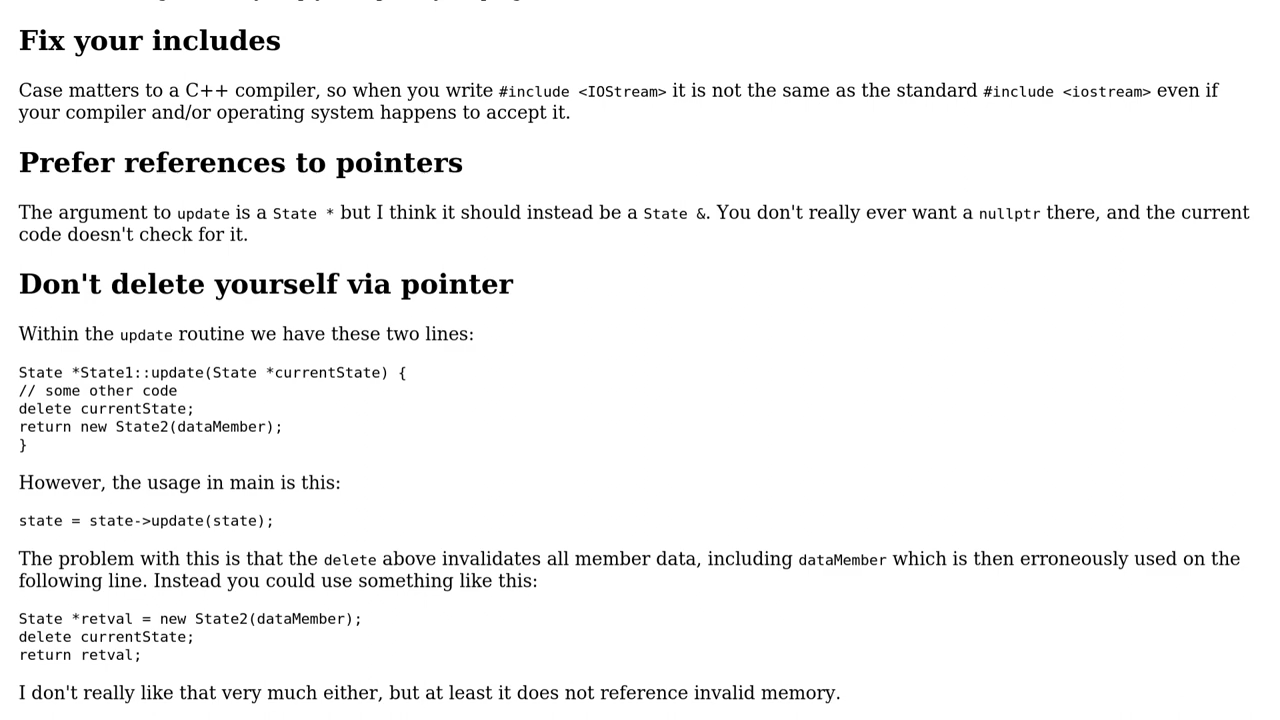 Fix your includes
Case matters to a C++ compiler, so when you write #include <IOStream> it is not the same as the standard #include <iostream> even if
your compiler and/or operating system happens to accept it.
Prefer references to pointers
The argument to update is a State * but I think it should instead be a State &. You don't really ever want a nullptr there, and the current
code doesn't check for it.
Don't delete yourself via pointer
Within the update routine we have these two lines:
State *State1::update(State *currentState) {
// some other code
delete currentState;
return new State2(dataMember);
}
However, the usage in main is this:
state = state->update(state);
The problem with this is that the delete above invalidates all member data, including dataMember which is then erroneously used on the
following line. Instead you could use something like this:
State *retval = new State2(dataMember);
delete currentState;
return retval;
I don't really like that very much either, but at least it does not reference invalid memory.